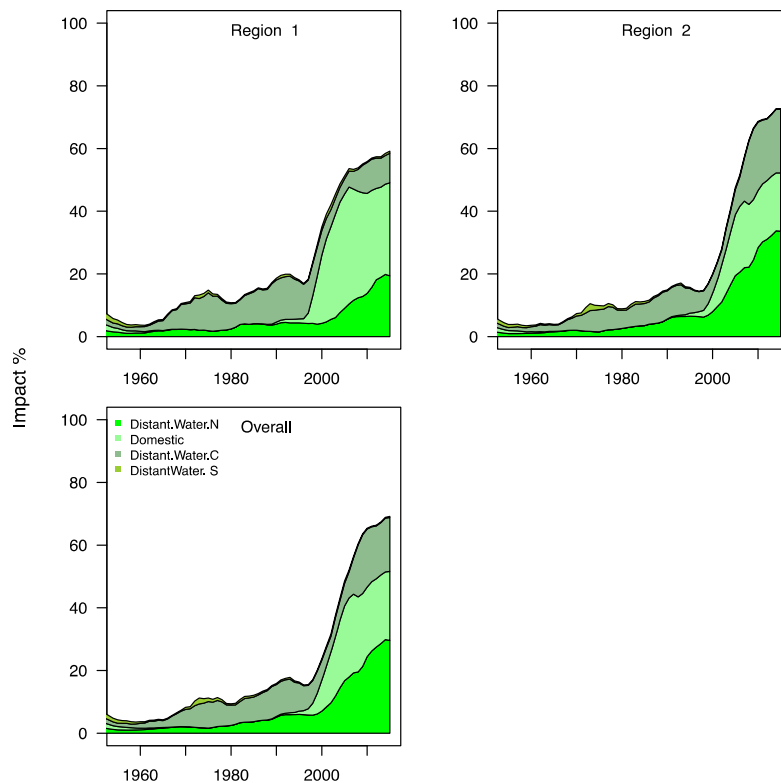 Impact %
Region 1
100
80
60
40
20
0
1960 1980 2000
Region 2
100
80
60
40
20
0
1960 1980 2000
Overall
Distant.Water.N
Domestic
Distant.Water.C
DistantWater. S
100
80
60
40
20
0
1960 1980 2000